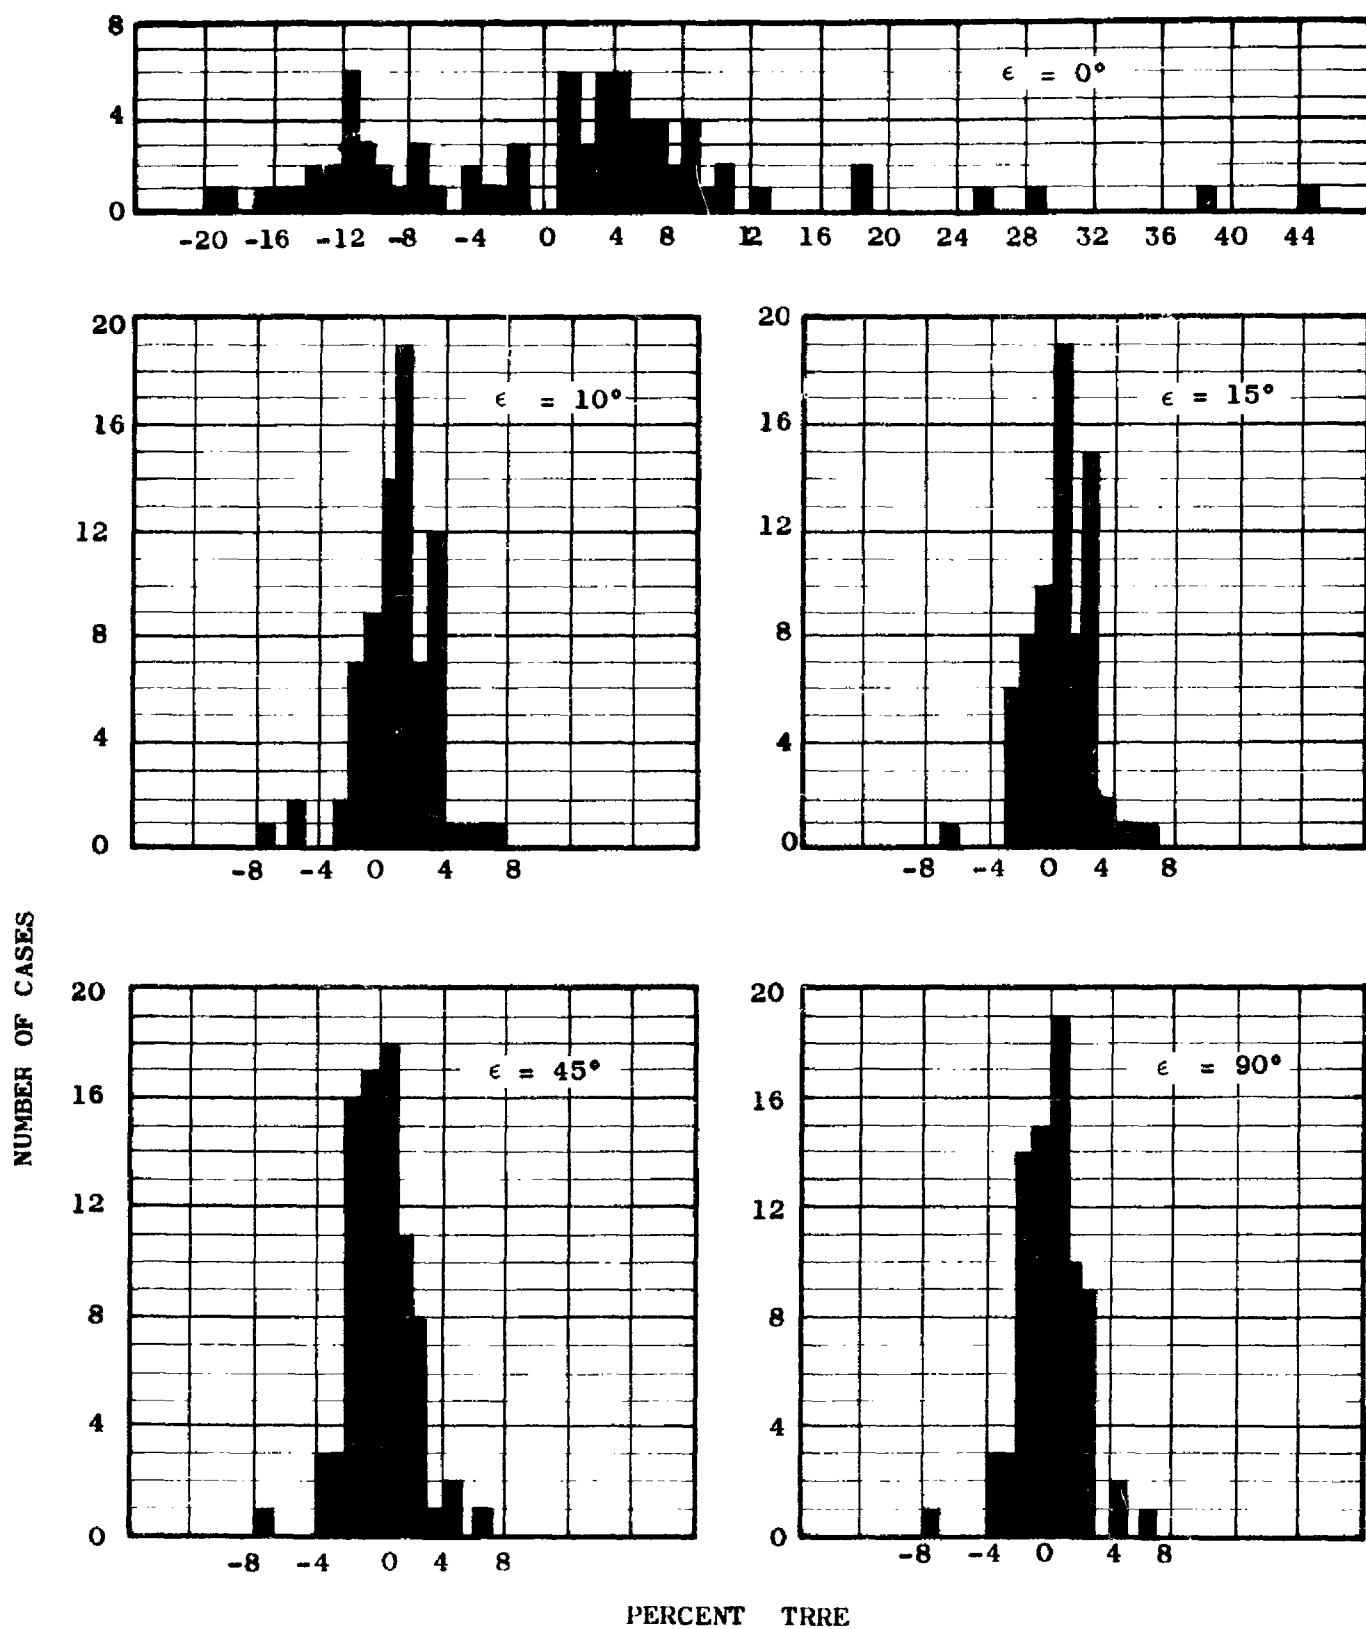 8
ϵ = 0°
4
0
-20 -16 -12 -8 -4 0 4 8 12 16 20 24 28 32 36 40 44
20
ϵ = 10°
16
12
8
4
0
-8 -4 0 4 8
20
ϵ = 15°
16
12
8
4
0
-8 -4 0 4 8
NUMBER OF CASES
20
ϵ = 45°
16
12
8
4
0
-8 -4 0 4 8
20
ϵ = 90°
16
12
8
4
0
-8 -4 0 4 8
PERCENT TRRE